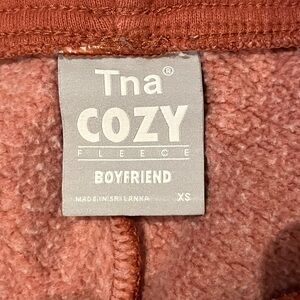 Tna®
COZY
FLEECE
BOYFRIEND
MADE IN SRI LANKA XS